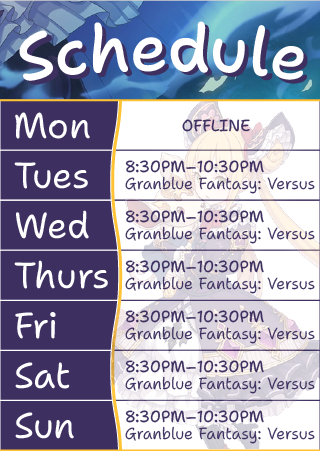 Schedule
Mon
OFFLINE
Tues
8:30PM–10:30PM
Granblue Fantasy: Versus
Wed
8:30PM–10:30PM
Granblue Fantasy: Versus
Thurs
8:30PM–10:30PM
Granblue Fantasy: Versus
Fri
8:30PM–10:30PM
Granblue Fantasy: Versus
Sat
8:30PM–10:30PM
Granblue Fantasy: Versus
Sun
8:30PM–10:30PM
Granblue Fantasy: Versus